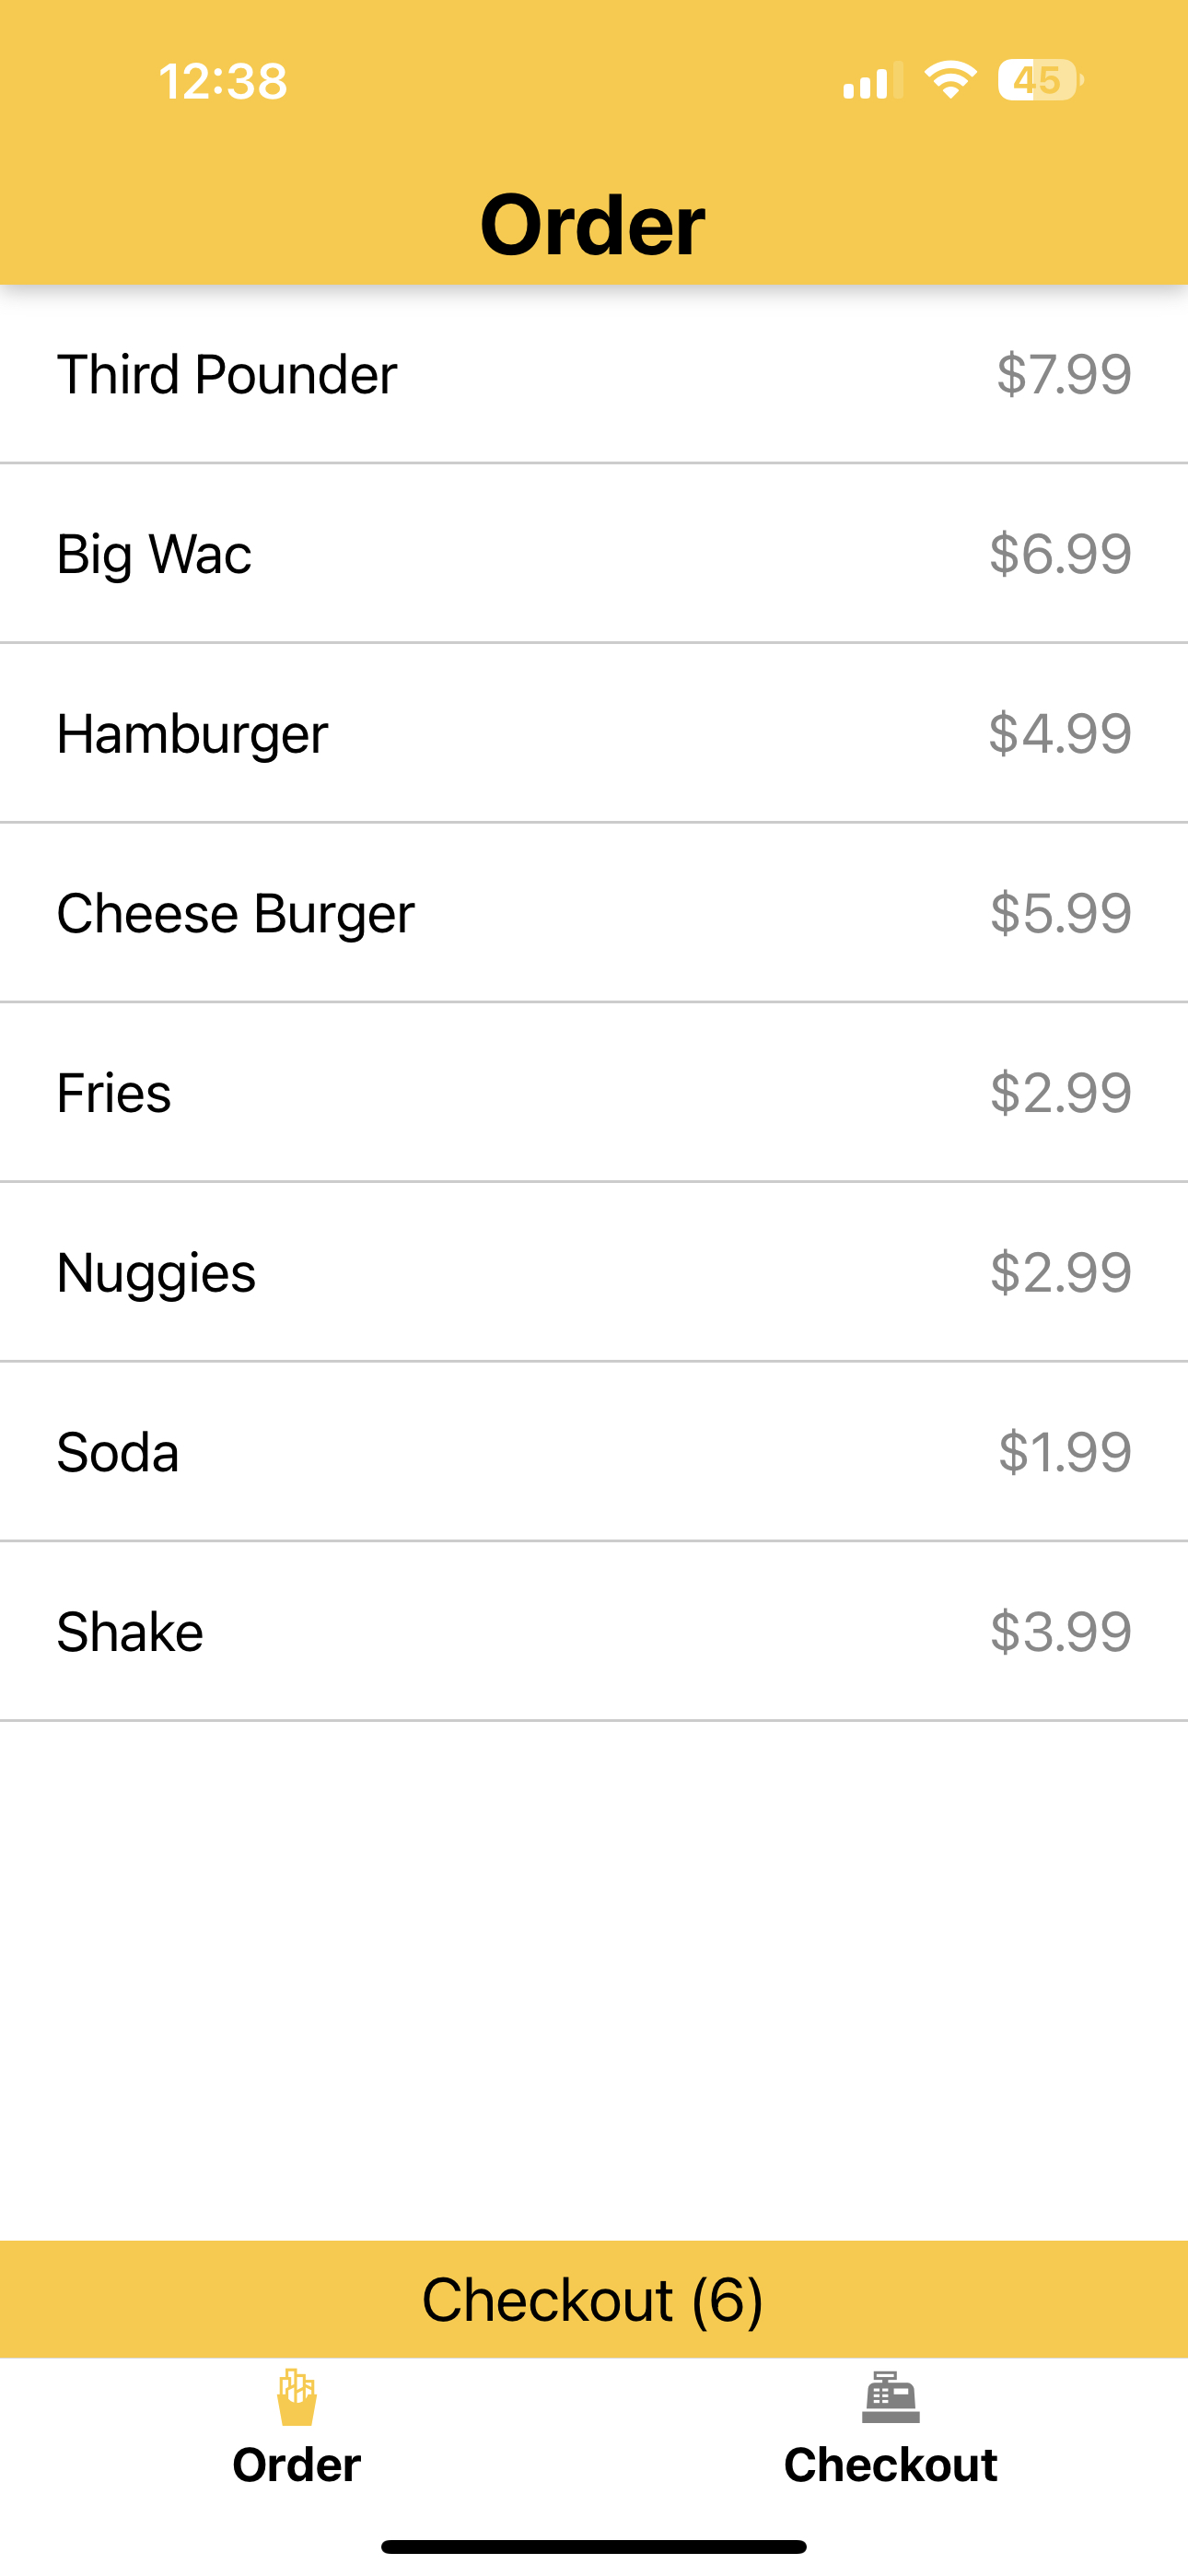 12:38
45
Order
Third Pounder $7.99
Big Wac $6.99
Hamburger $4.99
Cheese Burger $5.99
Fries $2.99
Nuggies $2.99
Soda $1.99
Shake $3.99
Checkout (6)
Order Checkout